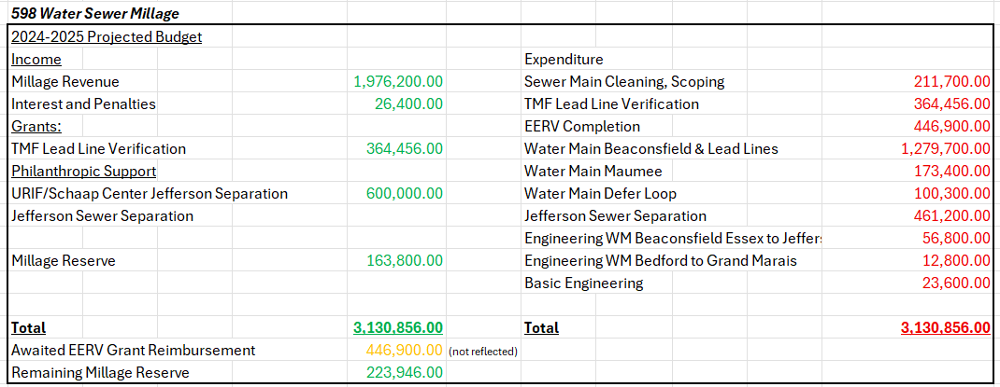 598 Water Sewer Millage
2024-2025 Projected Budget
Income Expenditure
Millage Revenue 1,976,200.00 Sewer Main Cleaning, Scoping 211,700.00
Interest and Penalties 26,400.00 TMF Lead Line Verification 364,456.00
Grants: EERV Completion 446,900.00
TMF Lead Line Verification 364,456.00 Water Main Beaconsfield & Lead Lines 1,279,700.00
Philanthropic Support Water Main Maumee 173,400.00
URIF/Schaap Center Jefferson Separation 600,000.00 Water Main Defer Loop 100,300.00
Jefferson Sewer Separation Jefferson Sewer Separation 461,200.00
Engineering WM Beaconsfield Essex to Jeffers 56,800.00
Millage Reserve 163,800.00 Engineering WM Bedford to Grand Marais 12,800.00
Basic Engineering 23,600.00
Total 3,130,856.00 Total 3,130,856.00
Awaited EERV Grant Reimbursement 446,900.00 (not reflected)
Remaining Millage Reserve 223,946.00